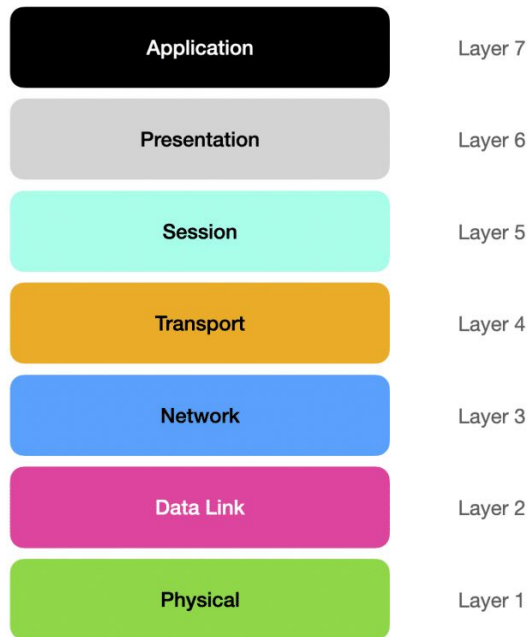 Application Layer 7
Presentation Layer 6
Session Layer 5
Transport Layer 4
Network Layer 3
Data Link Layer 2
Physical Layer 1